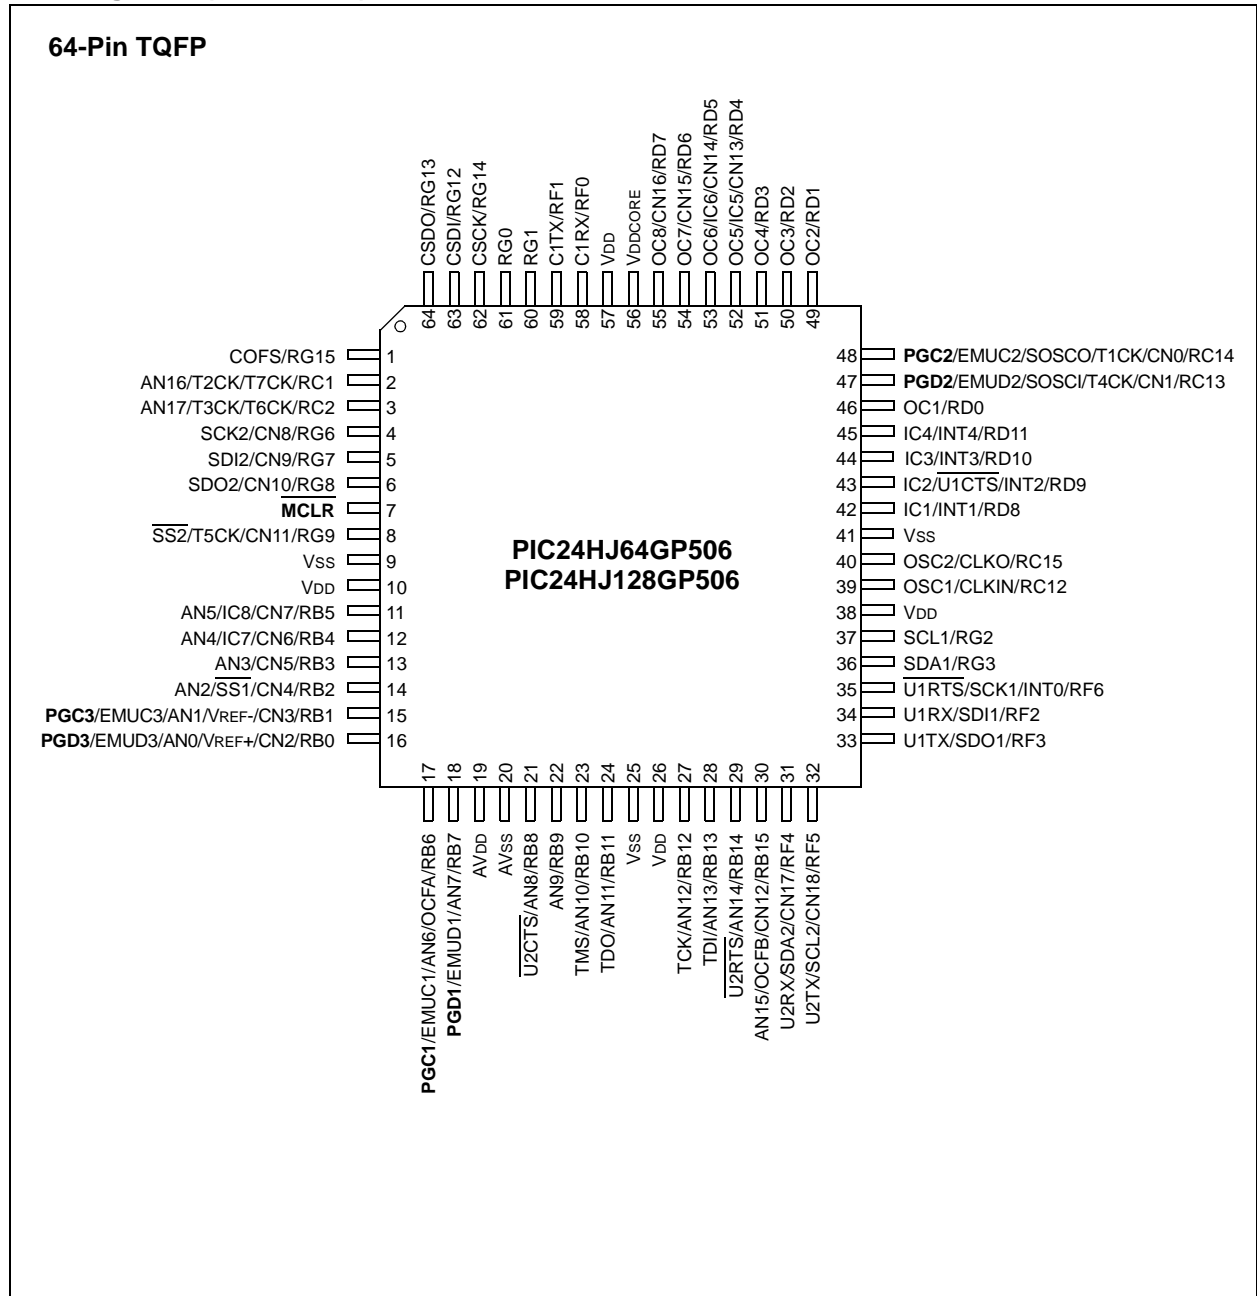 64-Pin TQFP
CSDO/RG13
CSDI/RG12
CSCK/RG14
RG0
RG1
C1TX/RF1
C1RX/RF0
VDD
VDDCORE
OC8/CN16/RD7
OC7/CN15/RD6
OC6/IC6/CN14/RD5
OC5/IC5/CN13/RD4
OC4/RD3
OC3/RD2
OC2/RD1
64 63 62 61 60 59 58 57 56 55 54 53 52 51 50 49
COFS/RG15 1
AN16/T2CK/T7CK/RC1 2
AN17/T3CK/T6CK/RC2 3
SCK2/CN8/RG6 4
SDI2/CN9/RG7 5
SDO2/CN10/RG8 6
MCLR 7
SS2/T5CK/CN11/RG9 8
VSS 9
VDD 10
AN5/IC8/CN7/RB5 11
AN4/IC7/CN6/RB4 12
AN3/CN5/RB3 13
AN2/SS1/CN4/RB2 14
PGC3/EMUC3/AN1/VREF-/CN3/RB1 15
PGD3/EMUD3/AN0/VREF+/CN2/RB0 16
PIC24HJ64GP506
PIC24HJ128GP506
48 PGC2/EMUC2/SOSCO/T1CK/CN0/RC14
47 PGD2/EMUD2/SOSCI/T4CK/CN1/RC13
46 OC1/RD0
45 IC4/INT4/RD11
44 IC3/INT3/RD10
43 IC2/U1CTS/INT2/RD9
42 IC1/INT1/RD8
41 VSS
40 OSC2/CLKO/RC15
39 OSC1/CLKIN/RC12
38 VDD
37 SCL1/RG2
36 SDA1/RG3
35 U1RTS/SCK1/INT0/RF6
34 U1RX/SDI1/RF2
33 U1TX/SDO1/RF3
17 18 19 20 21 22 23 24 25 26 27 28 29 30 31 32
PGC1/EMUC1/AN6/OCFA/RB6
PGD1/EMUD1/AN7/RB7
AVDD
AVSS
U2CTS/AN8/RB8
AN9/RB9
TMS/AN10/RB10
TDO/AN11/RB11
VSS
VDD
TCK/AN12/RB12
TDI/AN13/RB13
U2RTS/AN14/RB14
AN15/OCFB/CN12/RB15
U2RX/SDA2/CN17/RF4
U2TX/SCL2/CN18/RF5